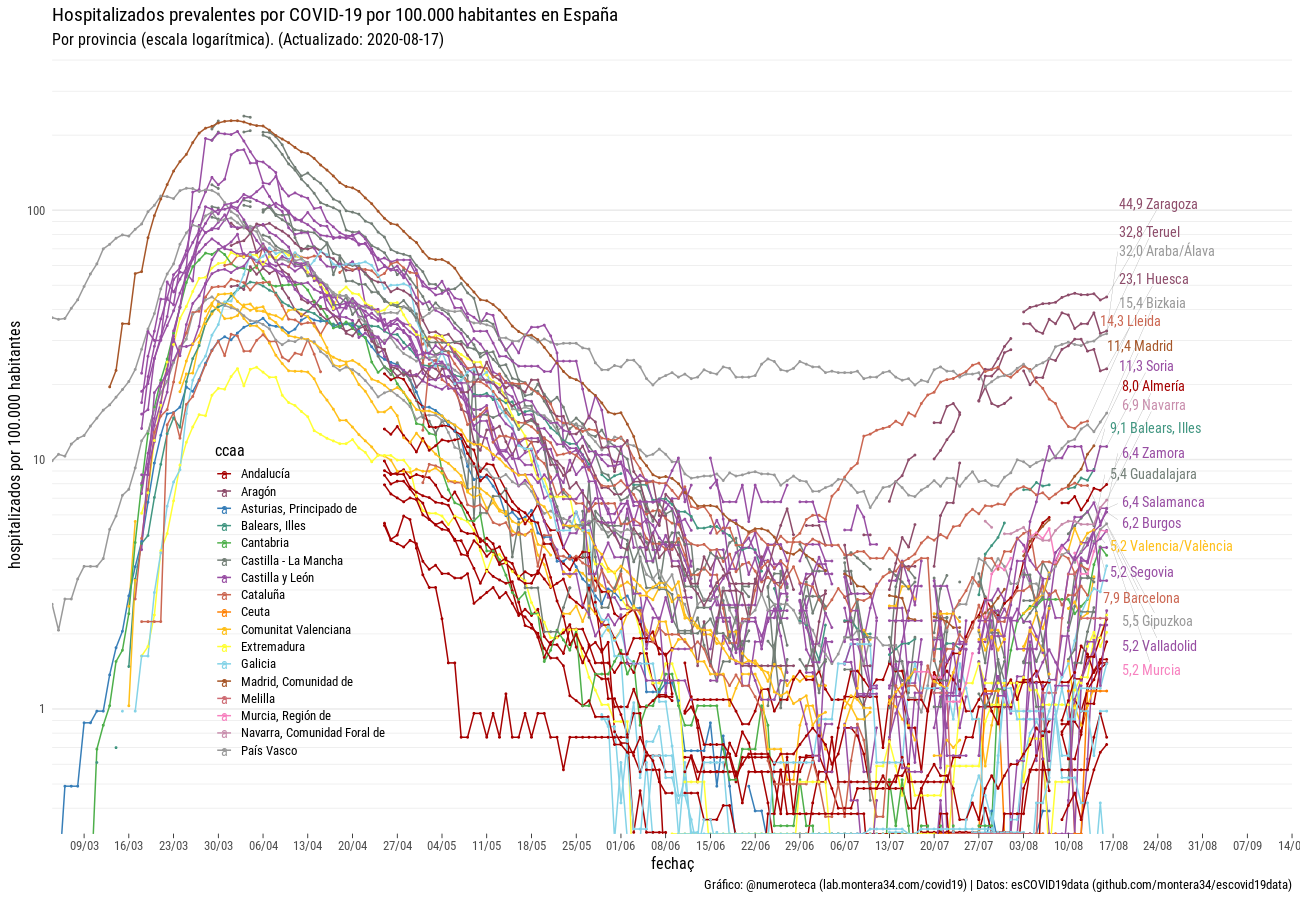 Hospitalizados prevalentes por COVID-19 por 100.000 habitantes en España
Por provincia (escala logarítmica). (Actualizado: 2020-08-17)
hospitalizados por 100.000 habitantes
100
10
1
44,9 Zaragoza
32,8 Teruel
32,0 Araba/Álava
23,1 Huesca
15,4 Bizkaia
14,3 Lleida
11,4 Madrid
11,3 Soria
8,0 Almería
6,9 Navarra
9,1 Balears, Illes
6,4 Zamora
5,4 Guadalajara
6,4 Salamanca
6,2 Burgos
5,2 Valencia/València
5,2 Segovia
7,9 Barcelona
5,5 Gipuzkoa
5,2 Valladolid
5,2 Murcia
ccaa
Andalucía
Aragón
Asturias, Principado de
Balears, Illes
Cantabria
Castilla - La Mancha
Castilla y León
Cataluña
Ceuta
Comunitat Valenciana
Extremadura
Galicia
Madrid, Comunidad de
Melilla
Murcia, Región de
Navarra, Comunidad Foral de
País Vasco
09/03 16/03 23/03 30/03 06/04 13/04 20/04 27/04 04/05 11/05 18/05 25/05 01/06 08/06 15/06 22/06 29/06 06/07 13/07 20/07 27/07 03/08 10/08 17/08 24/08 31/08 07/09 14/0
fechaç
Gráfico: @numeroteca (lab.montera34.com/covid19) | Datos: esCOVID19data (github.com/montera34/escovid19data)